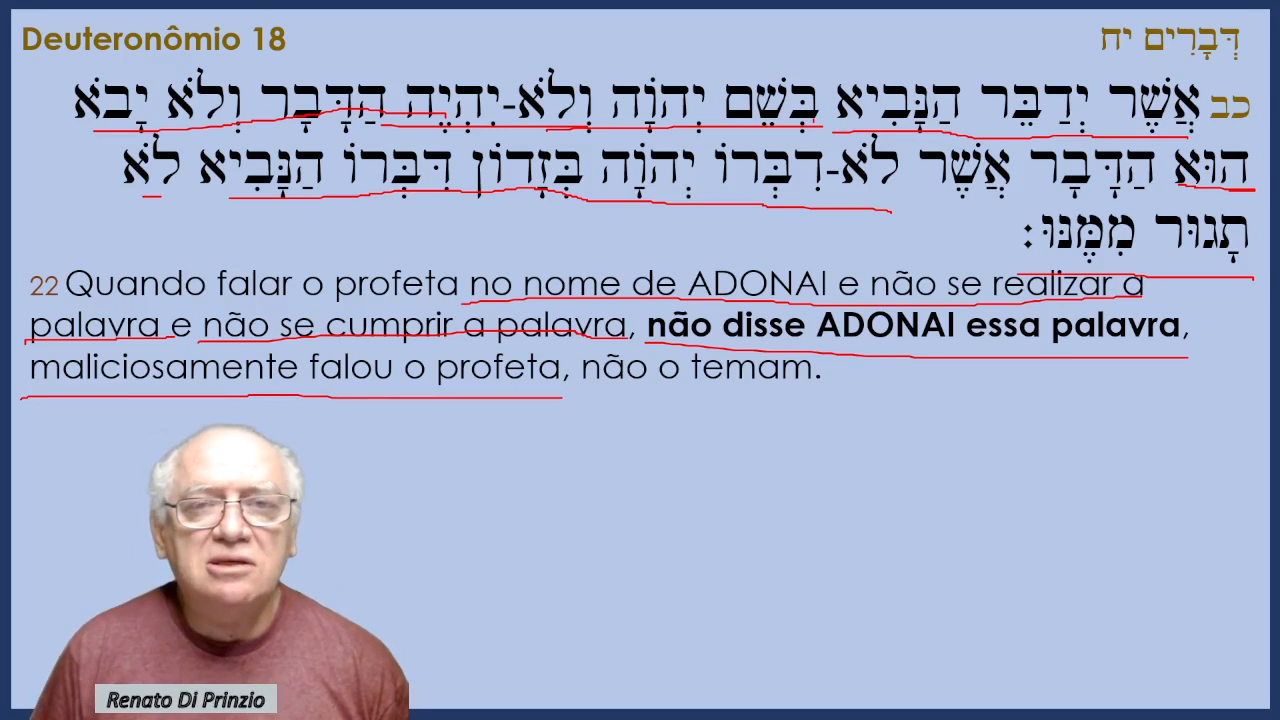 Deuteronômio 18
דְּבָרִים יח
כב אֲשֶׁר יְדַבֵּר הַנָּבִיא בְּשֵׁם יְהוָֹה וְלֹא-יִהְיֶה הַדָּבָר וְלֹא יָבֹא
הוּא הַדָּבָר אֲשֶׁר לֹא-דִבְּרוֹ יְהוָֹה בְּזָדוֹן דִּבְּרוֹ הַנָּבִיא לֹא
תָגוּר מִמֶּנּוּ:
22 Quando falar o profeta no nome de ADONAI e não se realizar a
palavra e não se cumprir a palavra, não disse ADONAI essa palavra,
maliciosamente falou o profeta, não o temam.
Renato Di Prinzio